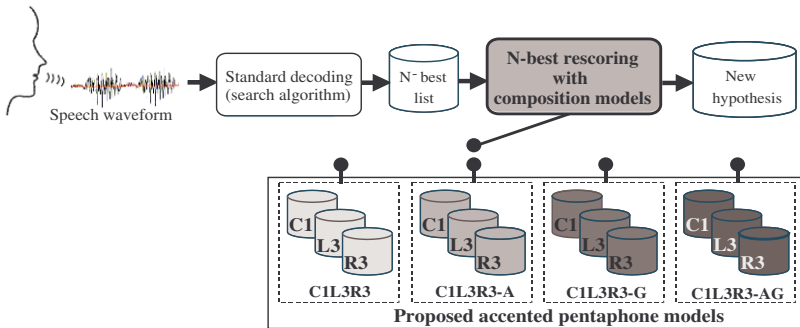 Speech waveform
Standard decoding
(search algorithm)
N- best
list
N-best rescoring
with
composition models
New
hypothesis
C1
L3
R3
C1L3R3
C1
L3
R3
C1L3R3-A
C1
L3
R3
C1L3R3-G
C1
L3
R3
C1L3R3-AG
Proposed accented pentaphone models